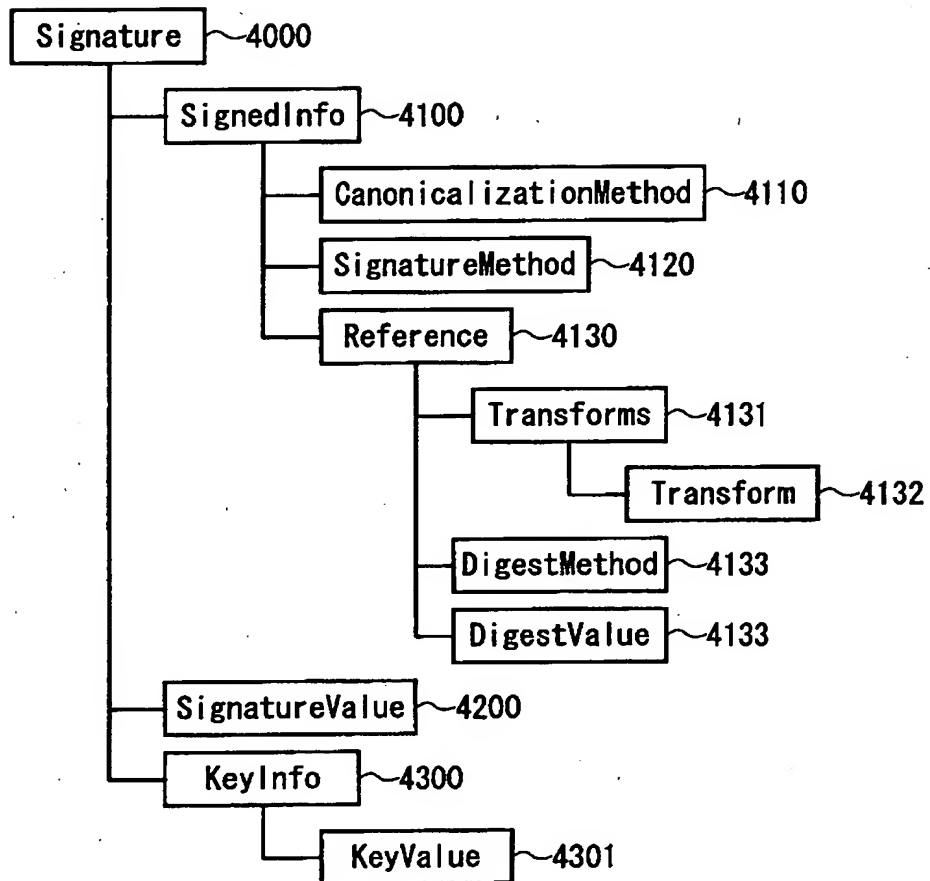 Signature 4000
SignedInfo 4100
CanonicalizationMethod 4110
SignatureMethod 4120
Reference 4130
Transforms 4131
Transform 4132
DigestMethod 4133
DigestValue 4133
SignatureValue 4200
KeyInfo 4300
KeyValue 4301